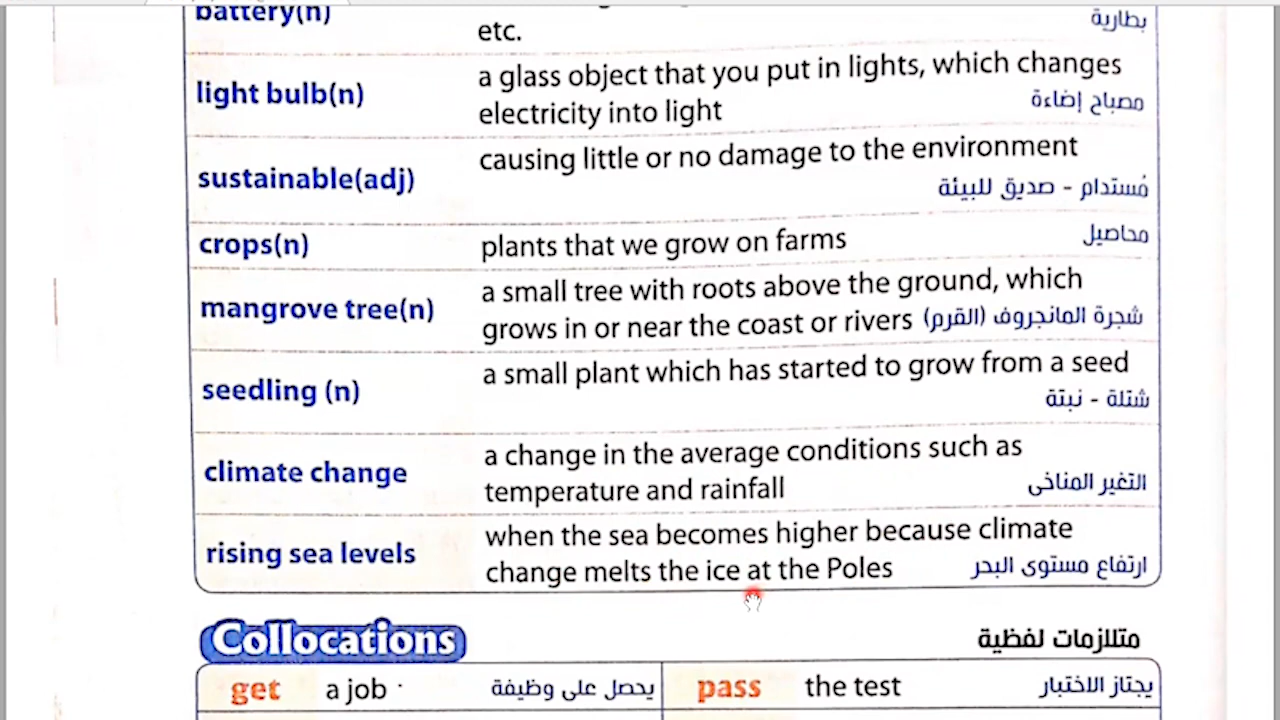 battery(n)
etc.
بطارية
light bulb(n)
a glass object that you put in lights, which changes
electricity into light
مصباح إضاءة
sustainable(adj)
causing little or no damage to the environment
مُستدام - صديق للبيئة
crops(n)
plants that we grow on farms
محاصيل
mangrove tree(n)
a small tree with roots above the ground, which
grows in or near the coast or rivers شجرة المانجروف (القرم)
seedling (n)
a small plant which has started to grow from a seed
شتلة - نبتة
climate change
a change in the average conditions such as
temperature and rainfall
التغير المناخى
rising sea levels
when the sea becomes higher because climate
change melts the ice at the Poles
ارتفاع مستوى البحر
Collocations
متلازمات لفظية
get a job يحصل على وظيفة
pass the test يجتاز الاختبار